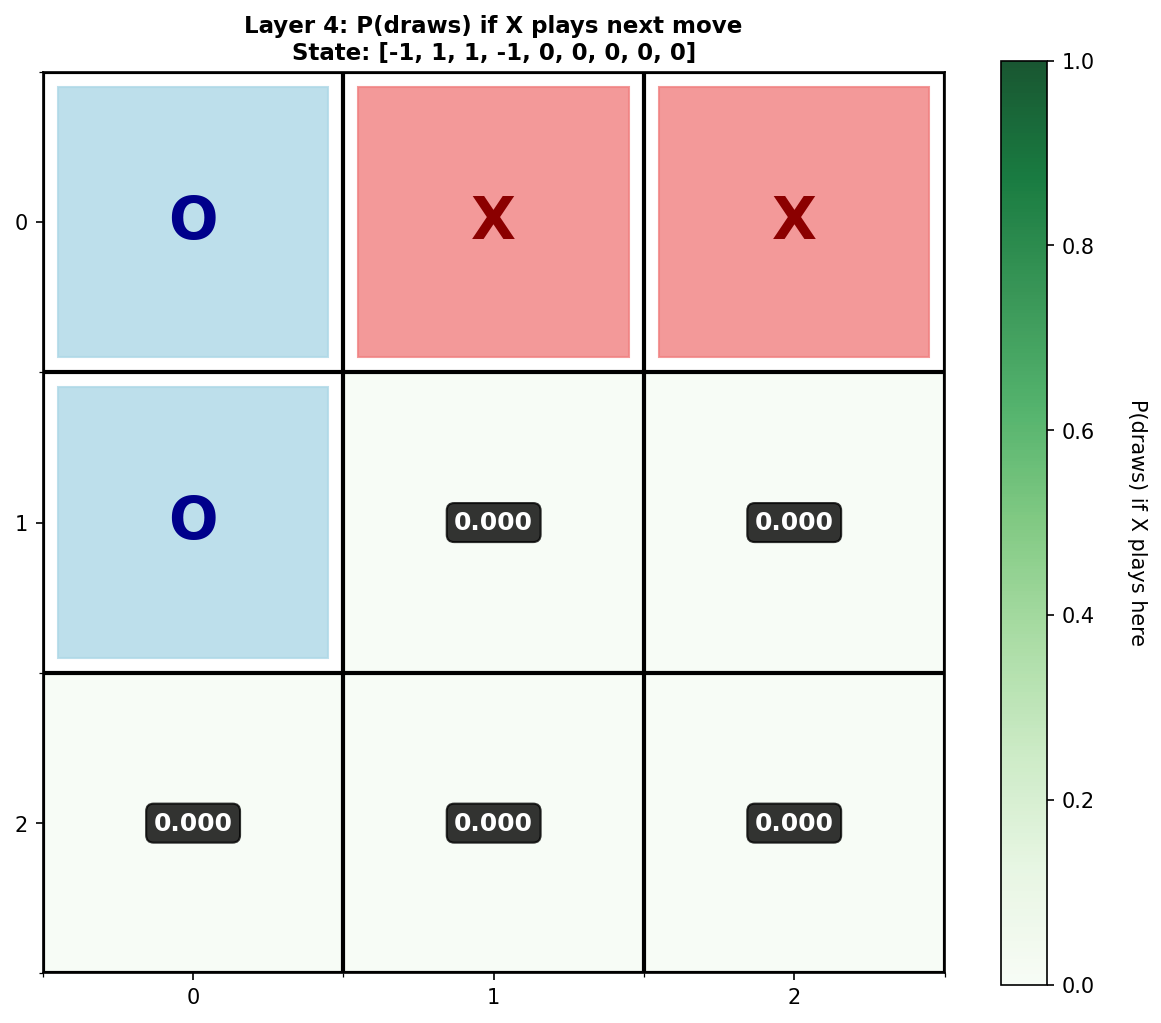 Layer 4: P(draws) if X plays next move
State: [-1, 1, 1, -1, 0, 0, 0, 0, 0]
O
X
X
O
0.000
0.000
0.000
0.000
0.000
0
1
2
0
1
2
1.0
0.8
0.6
0.4
0.2
0.0
P(draws) if X plays here